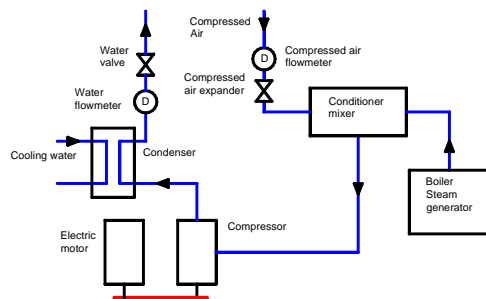 Compressed
Air
Water
valve
D
Compressed air
flowmeter
Compressed
air expander
Water
flowmeter
D
Conditioner
mixer
Cooling water
Condenser
Boiler
Steam
generator
Electric
motor
Compressor